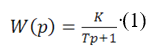 W(p) = K / (Tp+1) · (1)